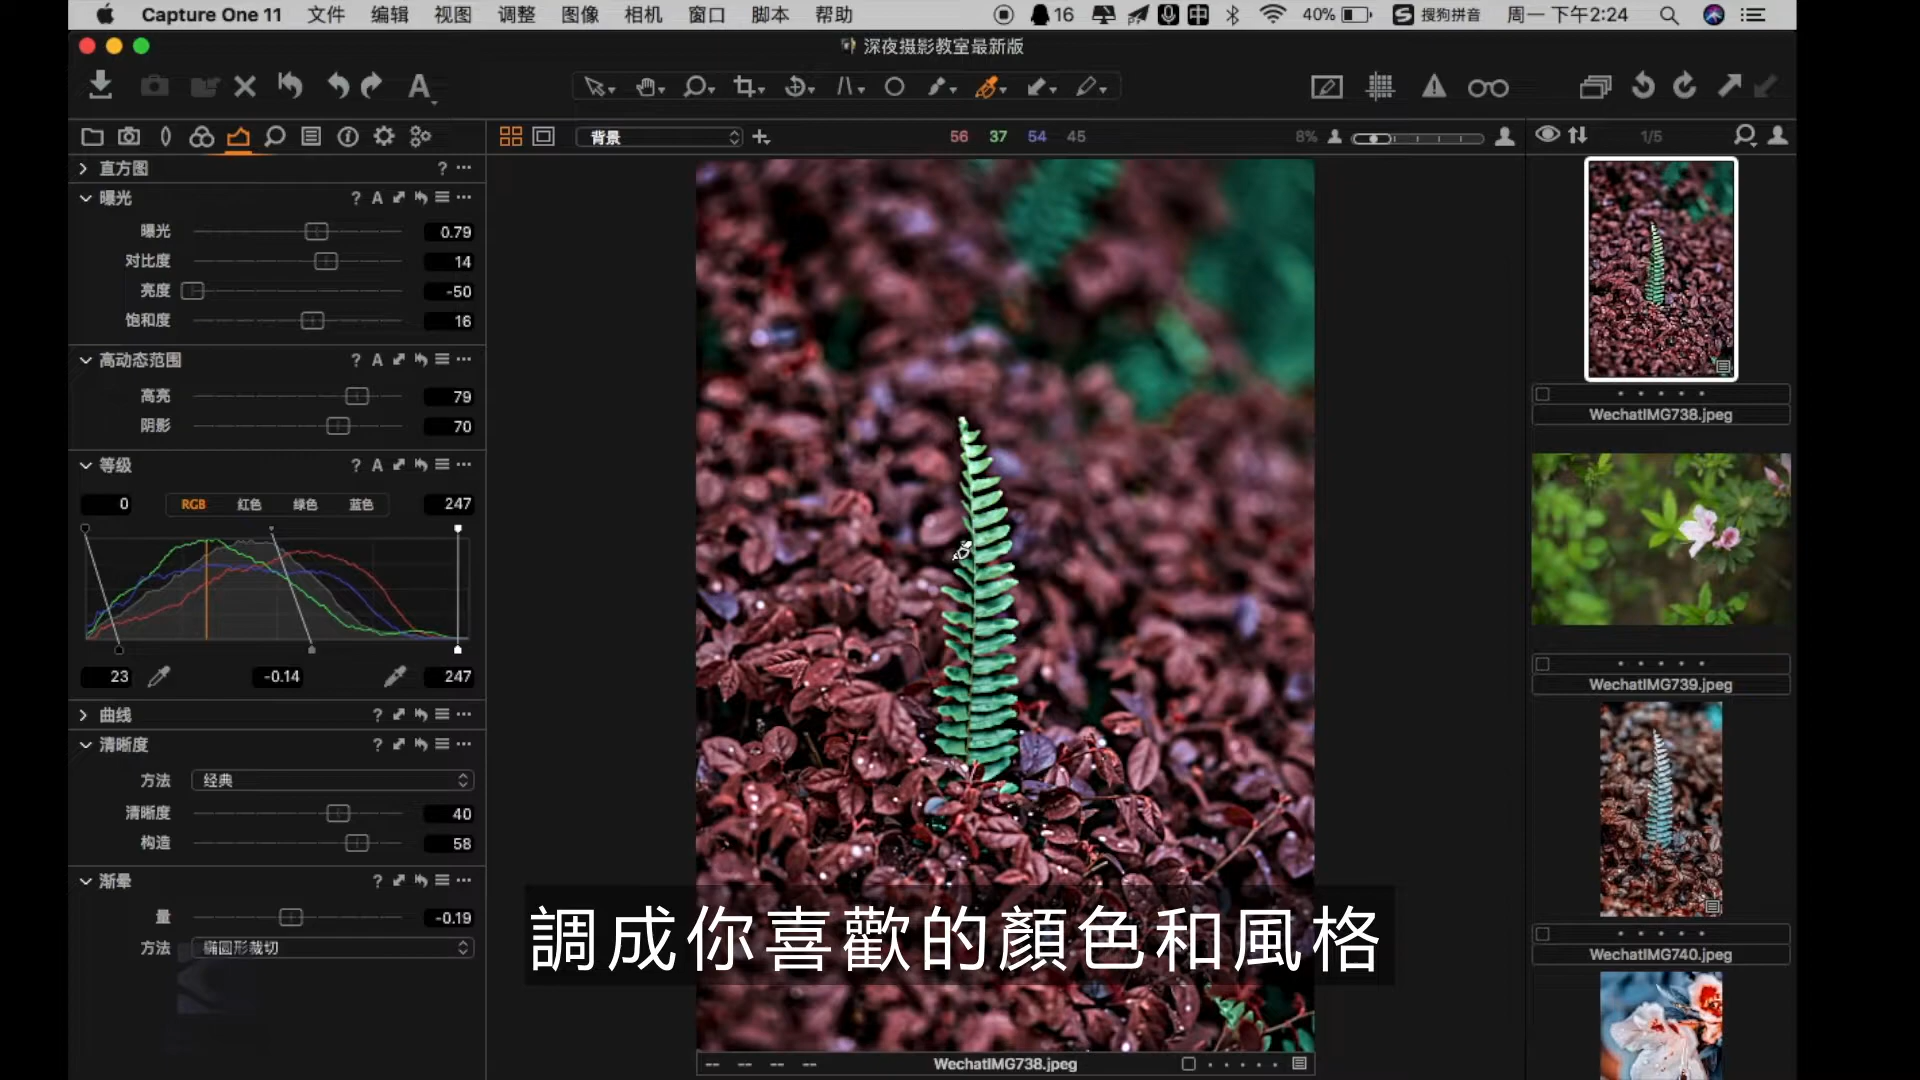 Capture One 11 文件 编辑 视图 调整 图像 相机 窗口 脚本 帮助 16 中 40% S 搜狗拼音 周一 下午2:24
深夜摄影教室最新版
A
背景 56 37 54 45 8% 1/5
直方图 ?
曝光 ? A
曝光 0.79
对比度 14
亮度 -50
饱和度 16
高动态范围 ? A
高亮 79
阴影 70
等级 ? A
0 RGB 红色 绿色 蓝色 247
23 -0.14 247
曲线 ?
清晰度 ?
方法 经典
清晰度 40
构造 58
渐晕 ?
量 -0.19
方法 椭圆形裁切
WechatIMG738.jpeg
WechatIMG739.jpeg
WechatIMG740.jpeg
調成你喜歡的顏色和風格
-- -- -- -- WechatIMG738.jpeg